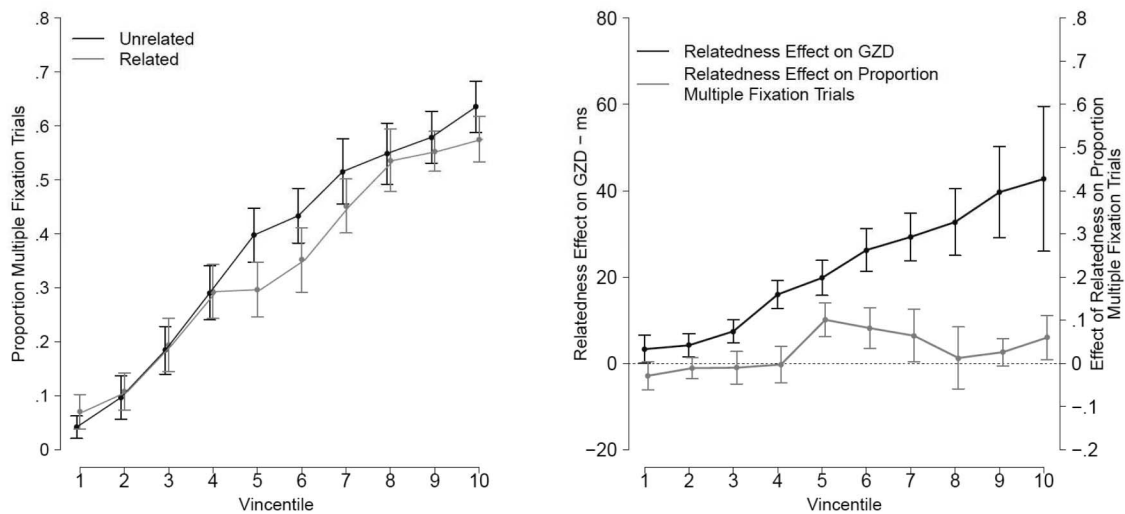 .8
.7
.6
.5
.4
.3
.2
.1
0
Proportion Multiple Fixation Trials
Unrelated
Related
1 2 3 4 5 6 7 8 9 10
Vincentile
80
60
40
20
0
−20
Relatedness Effect on GZD − ms
Relatedness Effect on GZD
Relatedness Effect on Proportion
Multiple Fixation Trials
1 2 3 4 5 6 7 8 9 10
Vincentile
.8
.7
.6
.5
.4
.3
.2
.1
0
−.1
−.2
Effect of Relatedness on Proportion
Multiple Fixation Trials